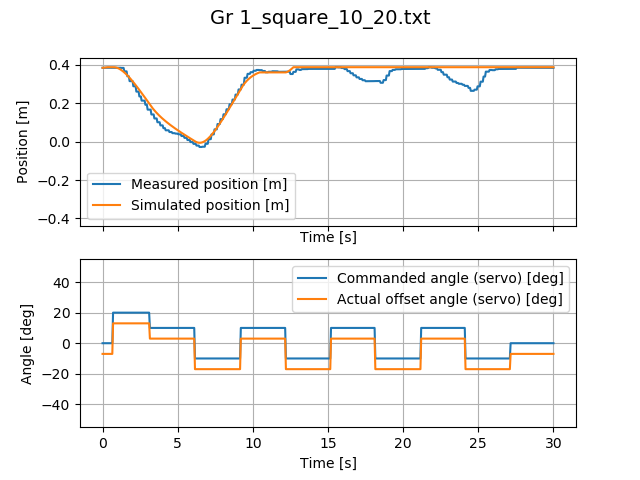 Gr 1_square_10_20.txt
0.4
0.2
0.0
−0.2
−0.4
Position [m]
Measured position [m]
Simulated position [m]
Time [s]
40
20
0
−20
−40
Angle [deg]
Commanded angle (servo) [deg]
Actual offset angle (servo) [deg]
0 5 10 15 20 25 30
Time [s]